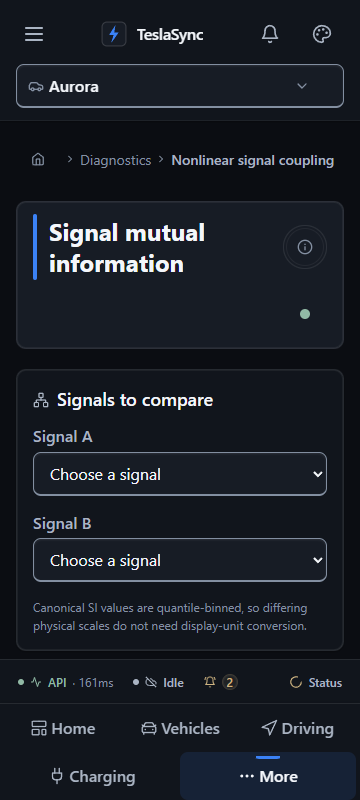 TeslaSync
Aurora
Diagnostics
Nonlinear signal coupling
Signal mutual
information
Signals to compare
Signal A
Choose a signal
Signal B
Choose a signal
Canonical SI values are quantile-binned, so differing
physical scales do not need display-unit conversion.
API · 161ms
Idle
2
Status
Home
Vehicles
Driving
Charging
More